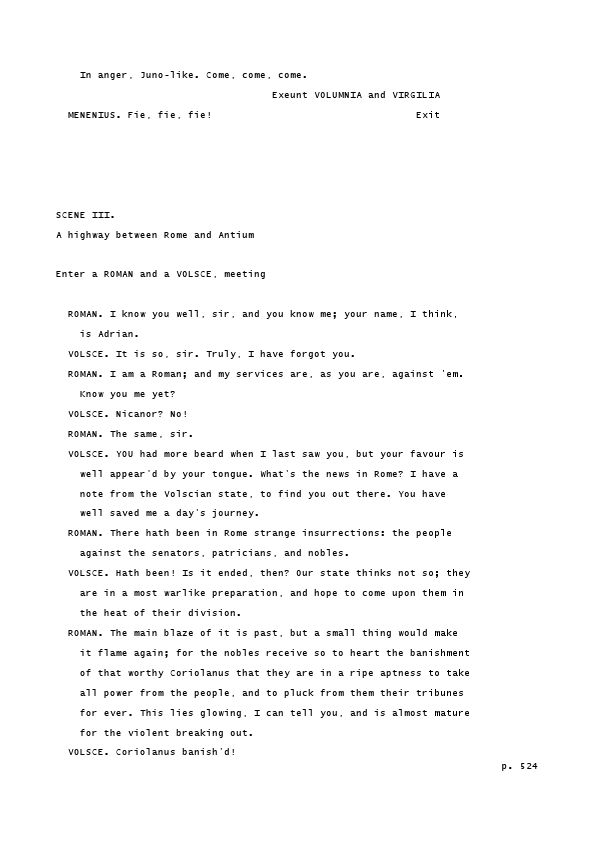 In anger, Juno-like. Come, come, come.
Exeunt VOLUMNIA and VIRGILIA
MENENIUS. Fie, fie, fie! Exit
SCENE III.
A highway between Rome and Antium
Enter a ROMAN and a VOLSCE, meeting
ROMAN. I know you well, sir, and you know me; your name, I think,
is Adrian.
VOLSCE. It is so, sir. Truly, I have forgot you.
ROMAN. I am a Roman; and my services are, as you are, against 'em.
Know you me yet?
VOLSCE. Nicanor? No!
ROMAN. The same, sir.
VOLSCE. YOU had more beard when I last saw you, but your favour is
well appear'd by your tongue. What's the news in Rome? I have a
note from the Volscian state, to find you out there. You have
well saved me a day's journey.
ROMAN. There hath been in Rome strange insurrections: the people
against the senators, patricians, and nobles.
VOLSCE. Hath been! Is it ended, then? Our state thinks not so; they
are in a most warlike preparation, and hope to come upon them in
the heat of their division.
ROMAN. The main blaze of it is past, but a small thing would make
it flame again; for the nobles receive so to heart the banishment
of that worthy Coriolanus that they are in a ripe aptness to take
all power from the people, and to pluck from them their tribunes
for ever. This lies glowing, I can tell you, and is almost mature
for the violent breaking out.
VOLSCE. Coriolanus banish'd!
p. 524